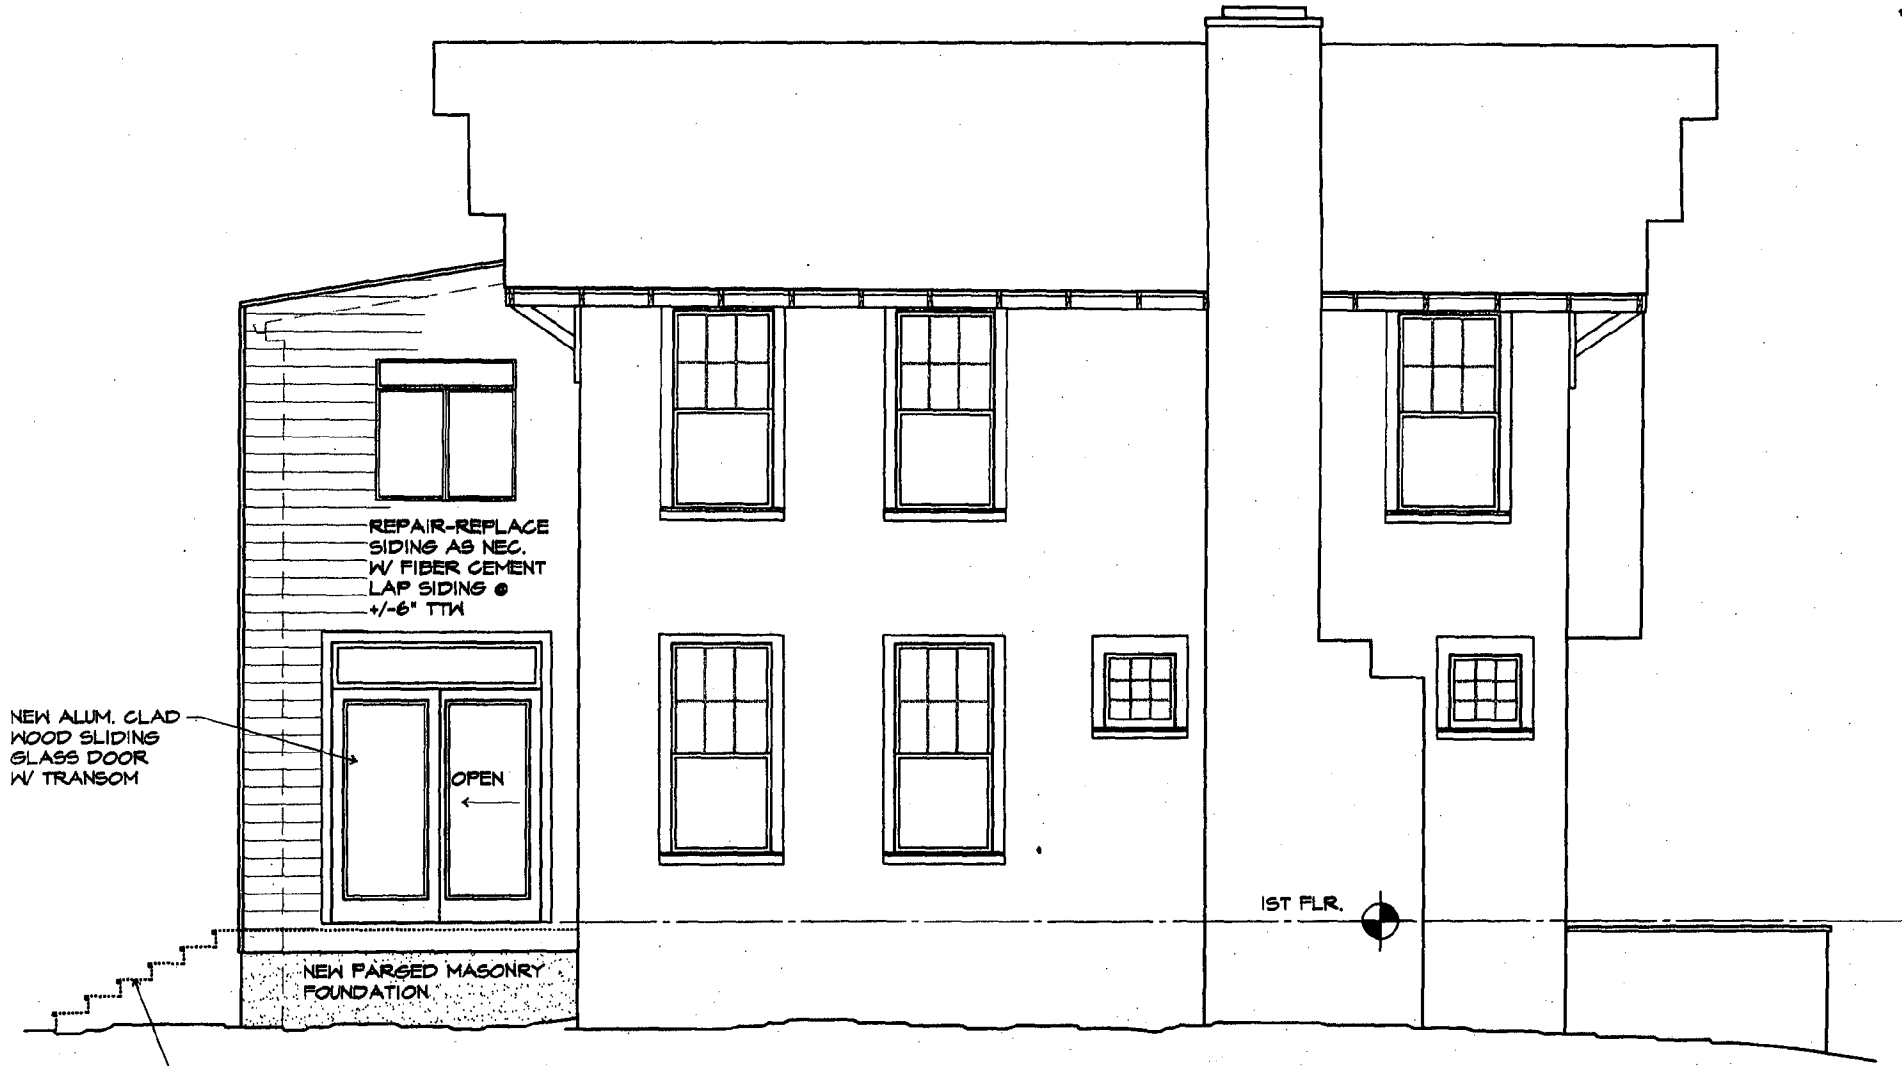 REPAIR-REPLACE
SIDING AS NEC.
W/ FIBER CEMENT
LAP SIDING @
+/-6" TTW
NEW ALUM. CLAD
WOOD SLIDING
GLASS DOOR
W/ TRANSOM
OPEN
1ST FLR.
NEW PARGED MASONRY
FOUNDATION